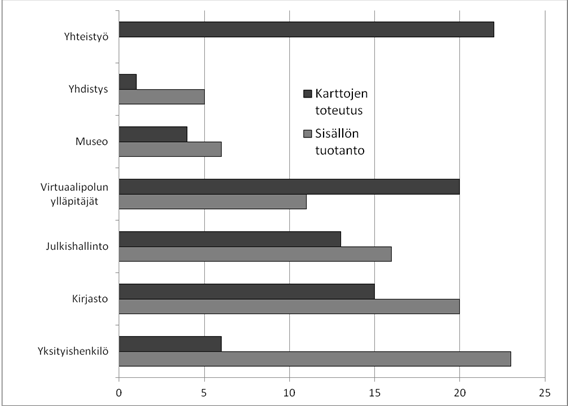 Yhteistyö
Yhdistys
Museo
Virtuaalipolun
ylläpitäjät
Julkishallinto
Kirjasto
Yksityishenkilö
Karttojen
toteutus
Sisällön
tuotanto
0 5 10 15 20 25